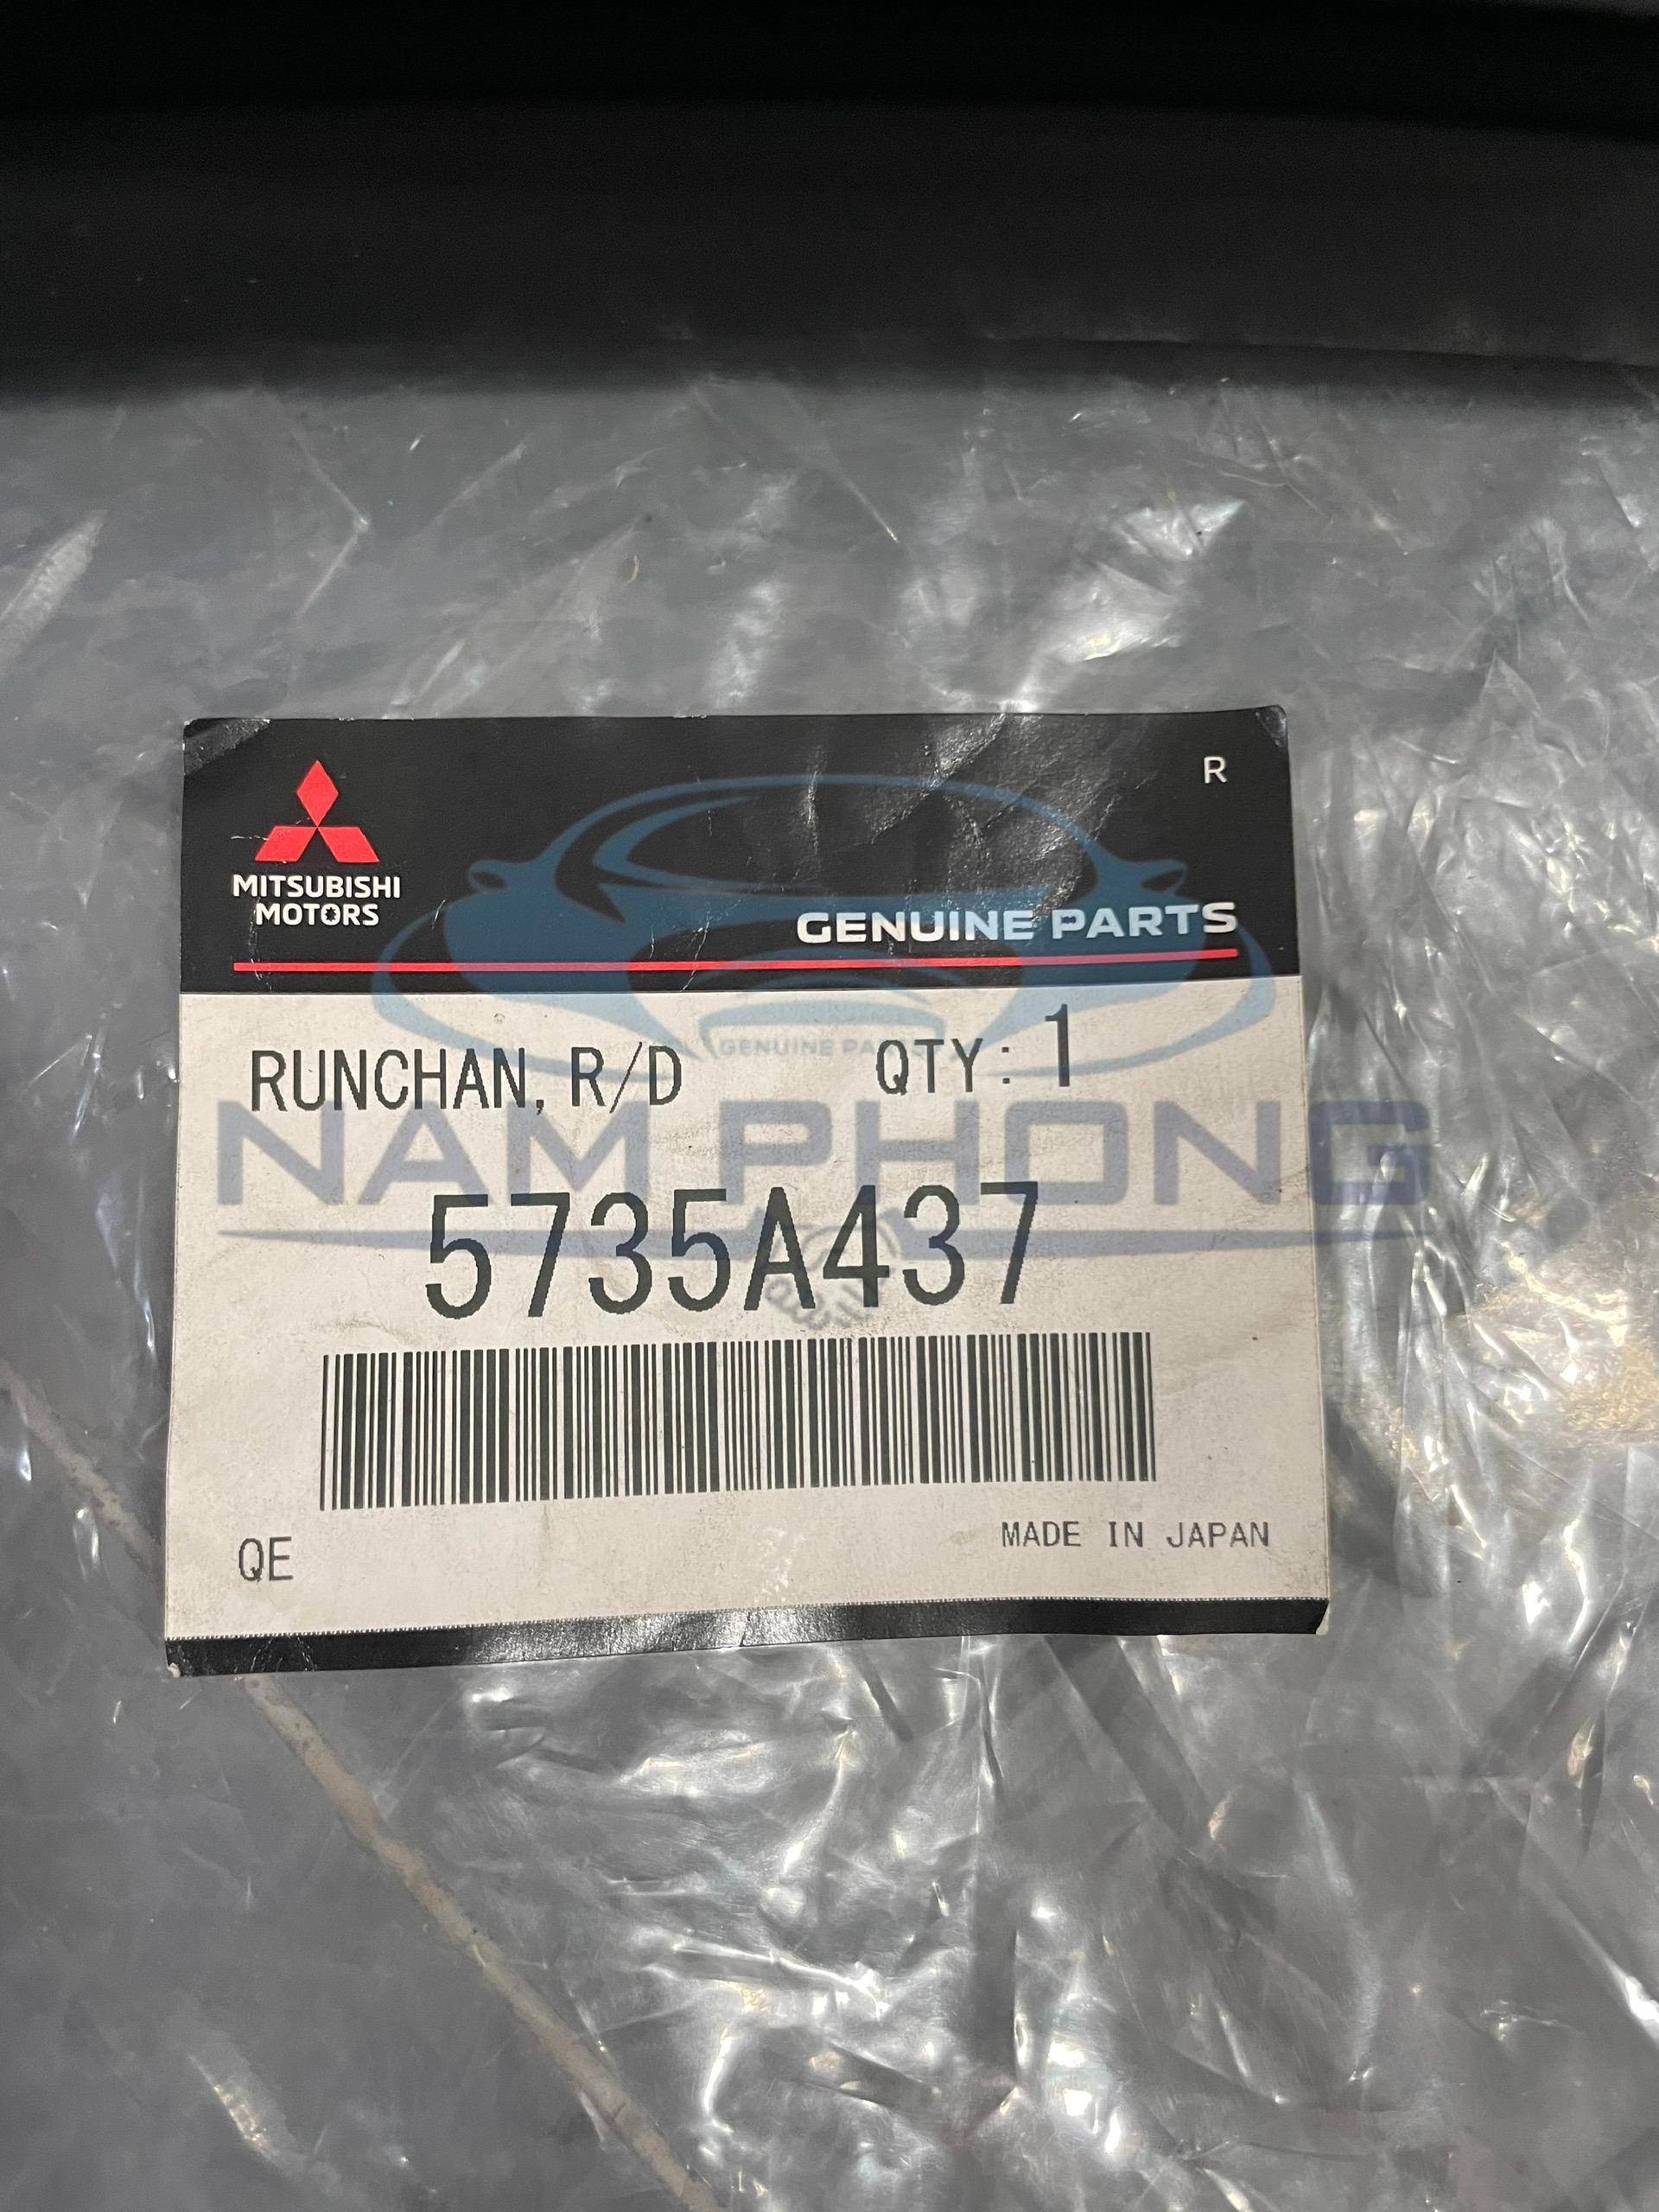 R
MITSUBISHI
MOTORS
GENUINE PARTS
RUNCHAN, R/D QTY: 1
GENUINE PARTS
NAM PHONG
5735A437
QE
MADE IN JAPAN